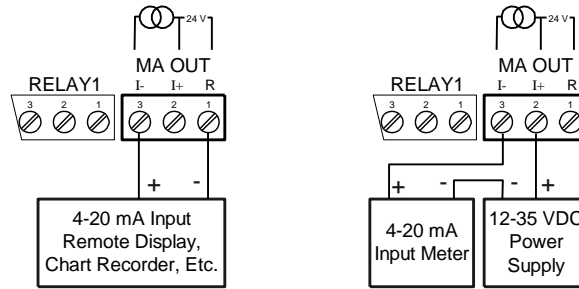 24 V
MA OUT
RELAY1 I- I+ R
3 2 1 3 2 1
+ -
4-20 mA Input
Remote Display,
Chart Recorder, Etc.
24 V
MA OUT
RELAY1 I- I+ R
3 2 1 3 2 1
+ - - +
4-20 mA
Input Meter
12-35 VDC
Power
Supply